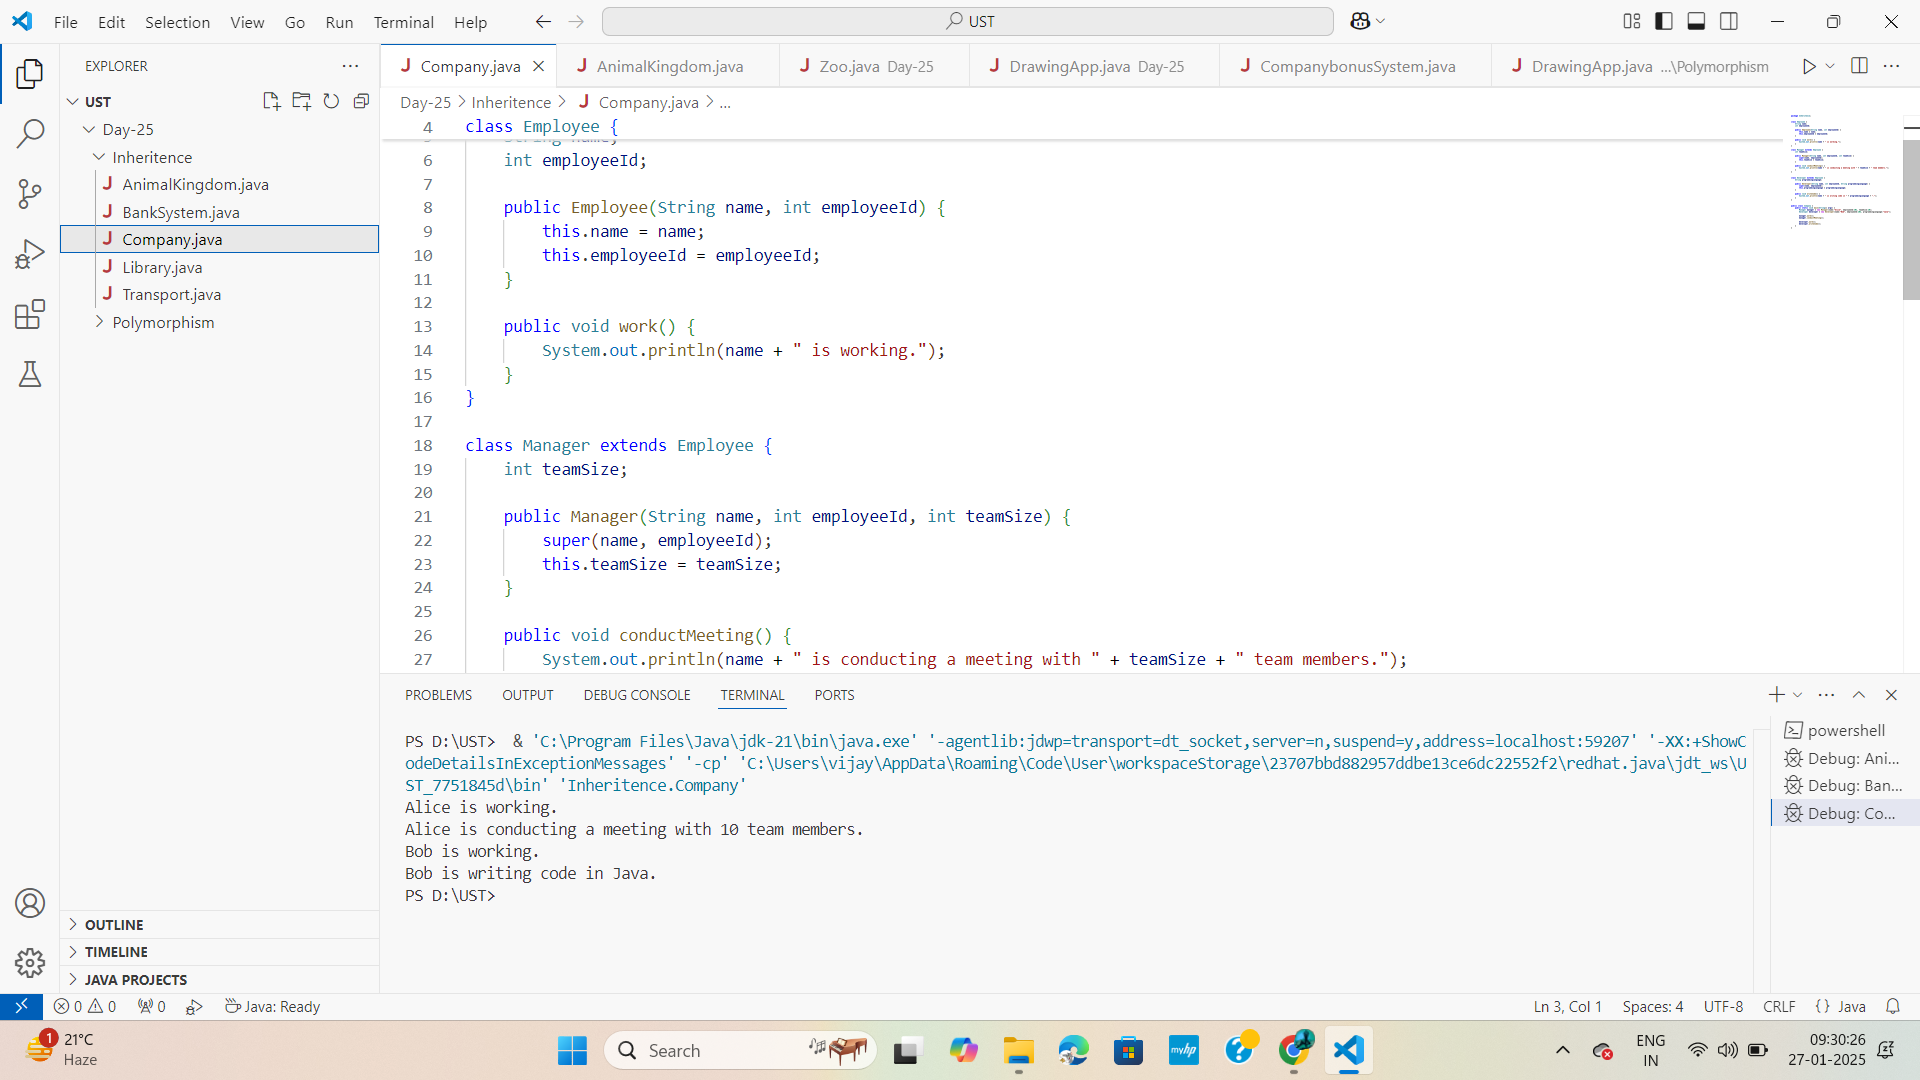 File Edit Selection View Go Run Terminal Help
UST
EXPLORER
UST
Day-25
Inheritence
AnimalKingdom.java
BankSystem.java
Company.java
Library.java
Transport.java
Polymorphism
OUTLINE
TIMELINE
JAVA PROJECTS
Company.java AnimalKingdom.java Zoo.java Day-25 DrawingApp.java Day-25 CompanybonusSystem.java DrawingApp.java ...\Polymorphism
Day-25 > Inheritence > Company.java > ...
4 class Employee {
6 int employeeId;
7
8 public Employee(String name, int employeeId) {
9 this.name = name;
10 this.employeeId = employeeId;
11 }
12
13 public void work() {
14 System.out.println(name + " is working.");
15 }
16 }
17
18 class Manager extends Employee {
19 int teamSize;
20
21 public Manager(String name, int employeeId, int teamSize) {
22 super(name, employeeId);
23 this.teamSize = teamSize;
24 }
25
26 public void conductMeeting() {
27 System.out.println(name + " is conducting a meeting with " + teamSize + " team members.");
PROBLEMS OUTPUT DEBUG CONSOLE TERMINAL PORTS
PS D:\UST>  & 'C:\Program Files\Java\jdk-21\bin\java.exe' '-agentlib:jdwp=transport=dt_socket,server=n,suspend=y,address=localhost:59207' '-XX:+ShowC
odeDetailsInExceptionMessages' '-cp' 'C:\Users\vijay\AppData\Roaming\Code\User\workspaceStorage\23707bbd882957ddbe13ce6dc22552f2\redhat.java\jdt_ws\U
ST_7751845d\bin' 'Inheritence.Company'
Alice is working.
Alice is conducting a meeting with 10 team members.
Bob is working.
Bob is writing code in Java.
PS D:\UST>
powershell
Debug: Ani...
Debug: Ban...
Debug: Co...
0 0 0 Java: Ready Ln 3, Col 1 Spaces: 4 UTF-8 CRLF {} Java
1 21°C
Haze
Search
myhp
ENG
IN
09:30:26
27-01-2025